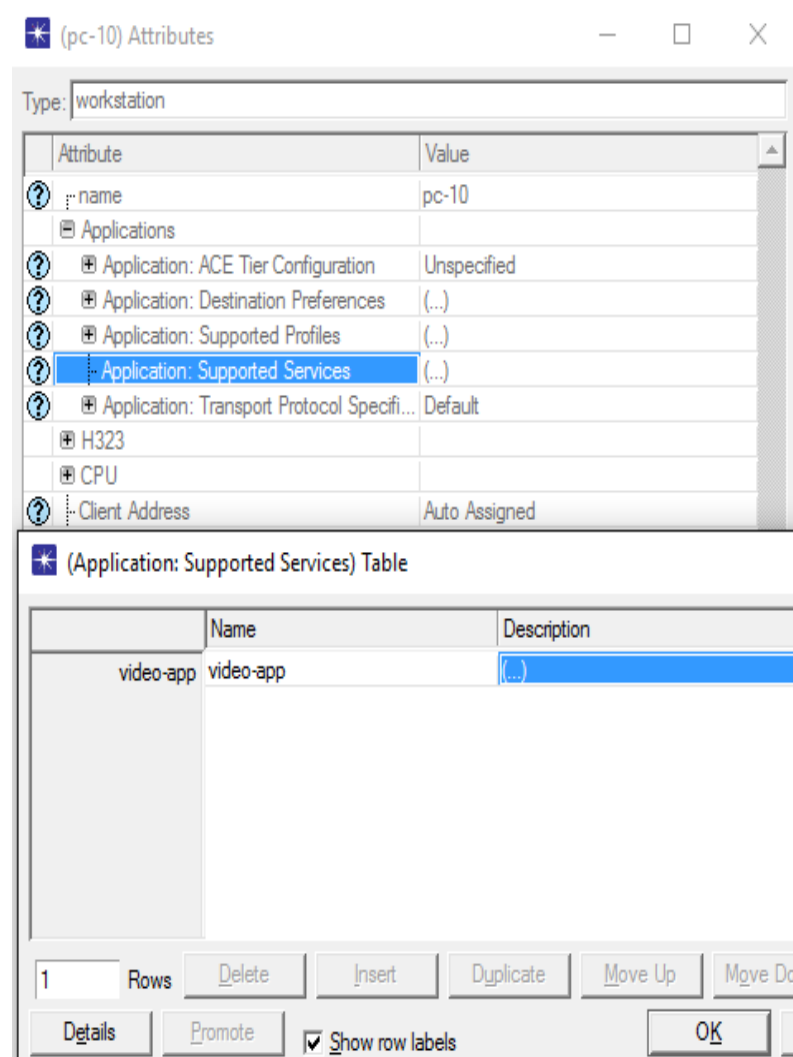 (pc-10) Attributes
Type: workstation
Attribute Value
name pc-10
Applications
Application: ACE Tier Configuration Unspecified
Application: Destination Preferences (...)
Application: Supported Profiles (...)
Application: Supported Services (...)
Application: Transport Protocol Specifi... Default
H323
CPU
Client Address Auto Assigned
(Application: Supported Services) Table
Name Description
video-app video-app (...)
1 Rows Delete Insert Duplicate Move Up Move Do
Details Promote Show row labels OK